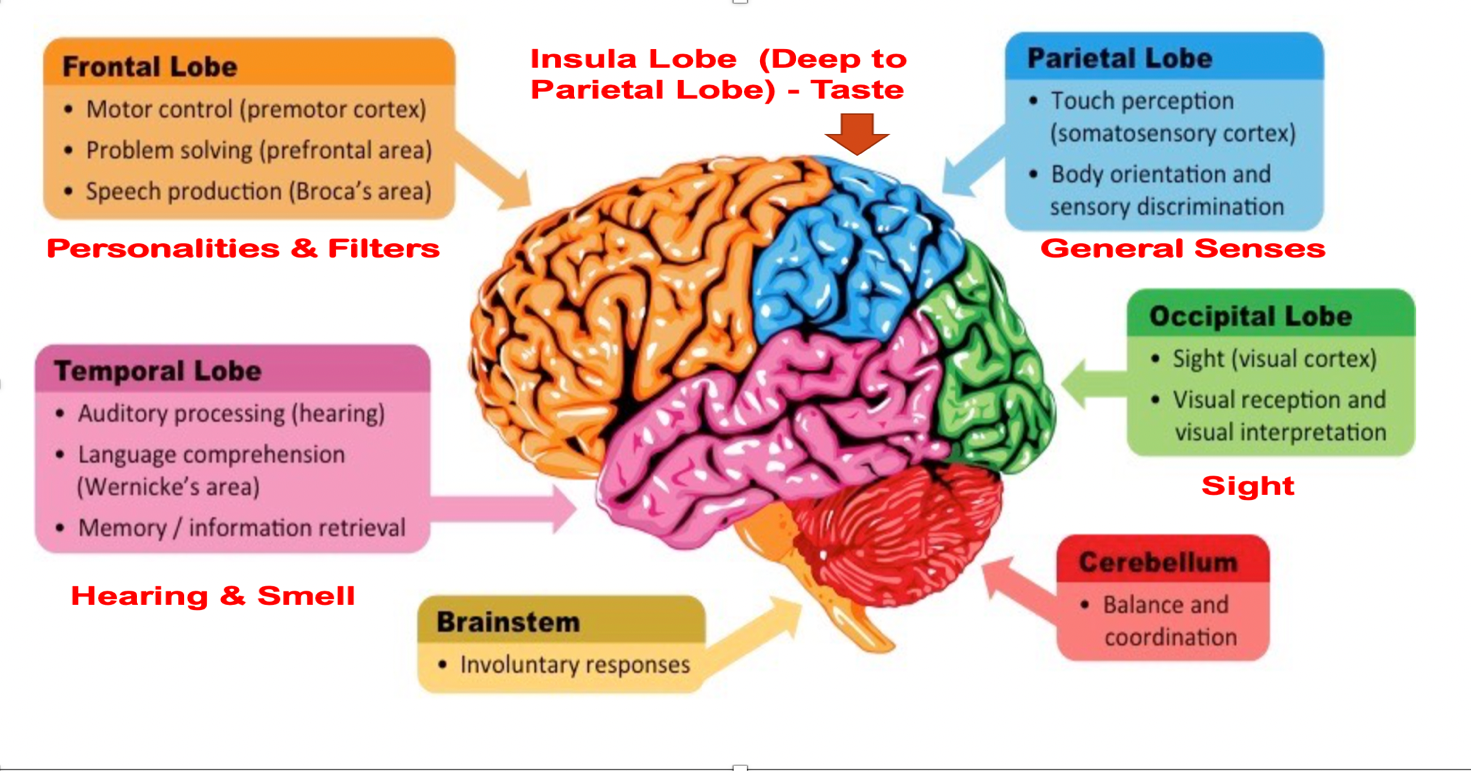 Frontal Lobe
• Motor control (premotor cortex)
• Problem solving (prefrontal area)
• Speech production (Broca's area)
Personalities & Filters
Insula Lobe (Deep to
Parietal Lobe) - Taste
Parietal Lobe
• Touch perception
(somatosensory cortex)
• Body orientation and
sensory discrimination
General Senses
Occipital Lobe
• Sight (visual cortex)
• Visual reception and
visual interpretation
Sight
Temporal Lobe
• Auditory processing (hearing)
• Language comprehension
(Wernicke's area)
• Memory / information retrieval
Hearing & Smell
Brainstem
• Involuntary responses
Cerebellum
• Balance and
coordination